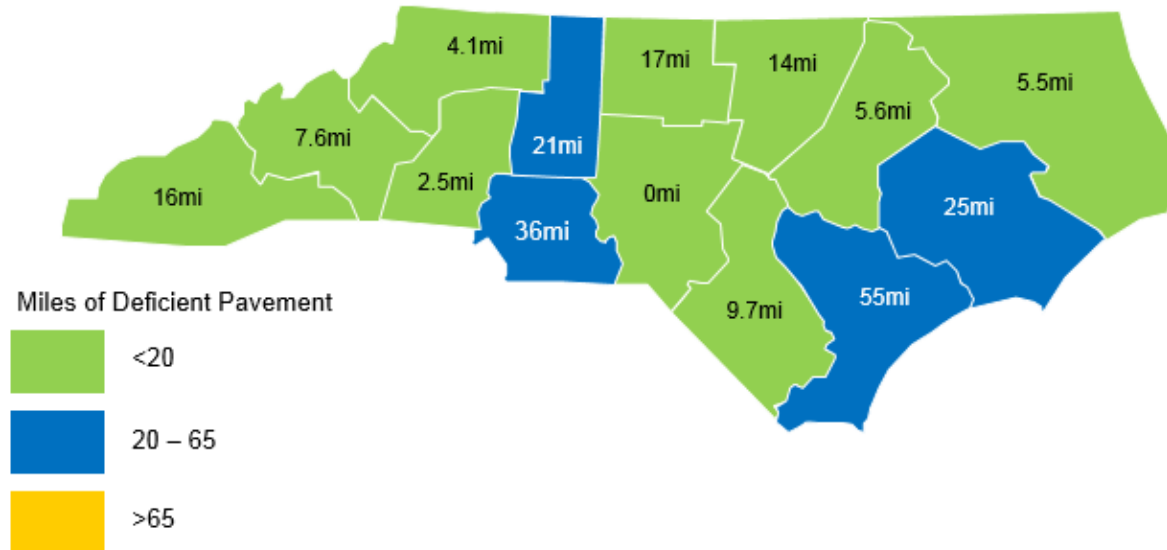 4.1mi
17mi
14mi
5.5mi
5.6mi
7.6mi
21mi
2.5mi
16mi
0mi
25mi
36mi
55mi
9.7mi
Miles of Deficient Pavement
<20
20 – 65
>65